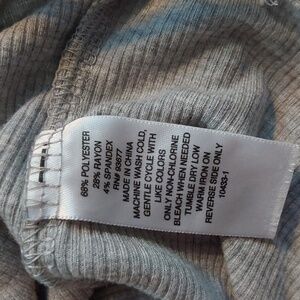 68% POLYESTER
28% RAYON
4% SPANDEX
RN# 93677
MADE IN CHINA
MACHINE WASH COLD,
GENTLE CYCLE WITH
LIKE COLORS
ONLY NON-CHLORINE
BLEACH WHEN NEEDED
TUMBLE DRY LOW
WARM IRON ON
REVERSE SIDE ONLY
10433-1